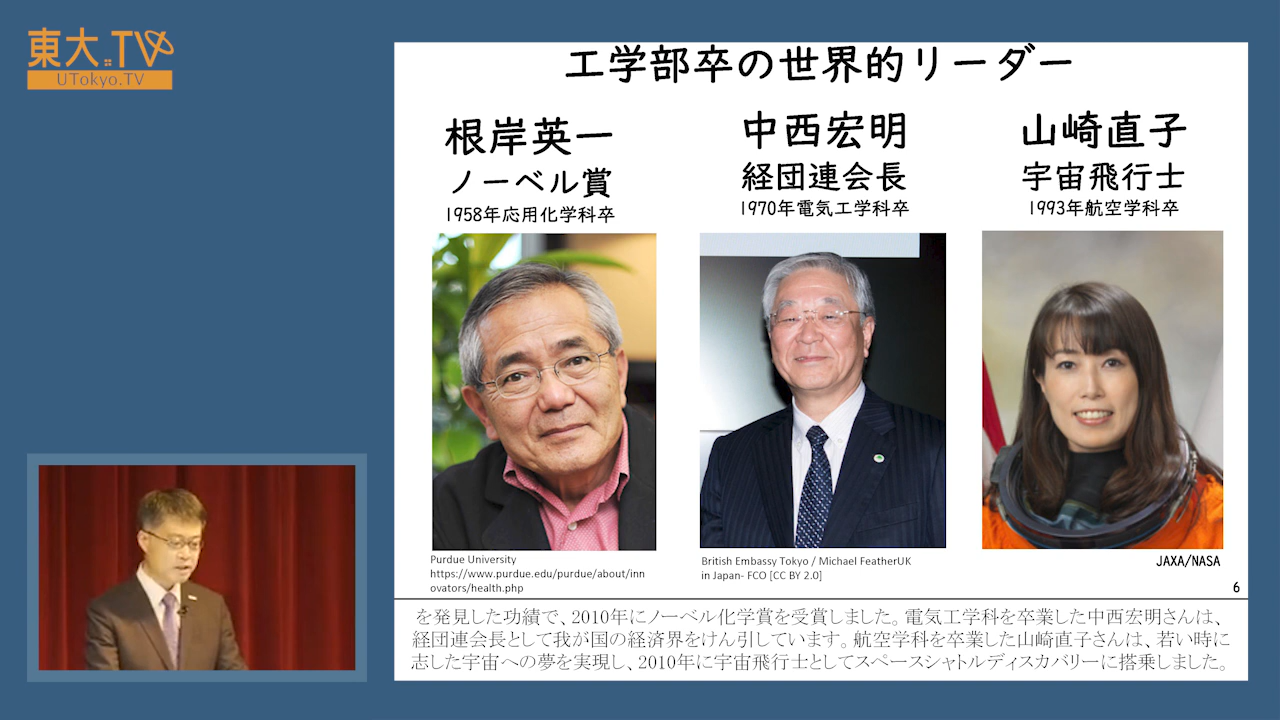 東大TV
UTokyo.TV
工学部卒の世界的リーダー
根岸英一
ノーベル賞
1958年応用化学科卒
中西宏明
経団連会長
1970年電気工学科卒
山崎直子
宇宙飛行士
1993年航空学科卒
Purdue University
https://www.purdue.edu/purdue/about/inn
ovators/health.php
British Embassy Tokyo / Michael FeatherUK
in Japan- FCO [CC BY 2.0]
JAXA/NASA
6
を発見した功績で、2010年にノーベル化学賞を受賞しました。電気工学科を卒業した中西宏明さんは、
経団連会長として我が国の経済界をけん引しています。航空学科を卒業した山崎直子さんは、若い時に
志した宇宙への夢を実現し、2010年に宇宙飛行士としてスペースシャトルディスカバリーに搭乗しました。